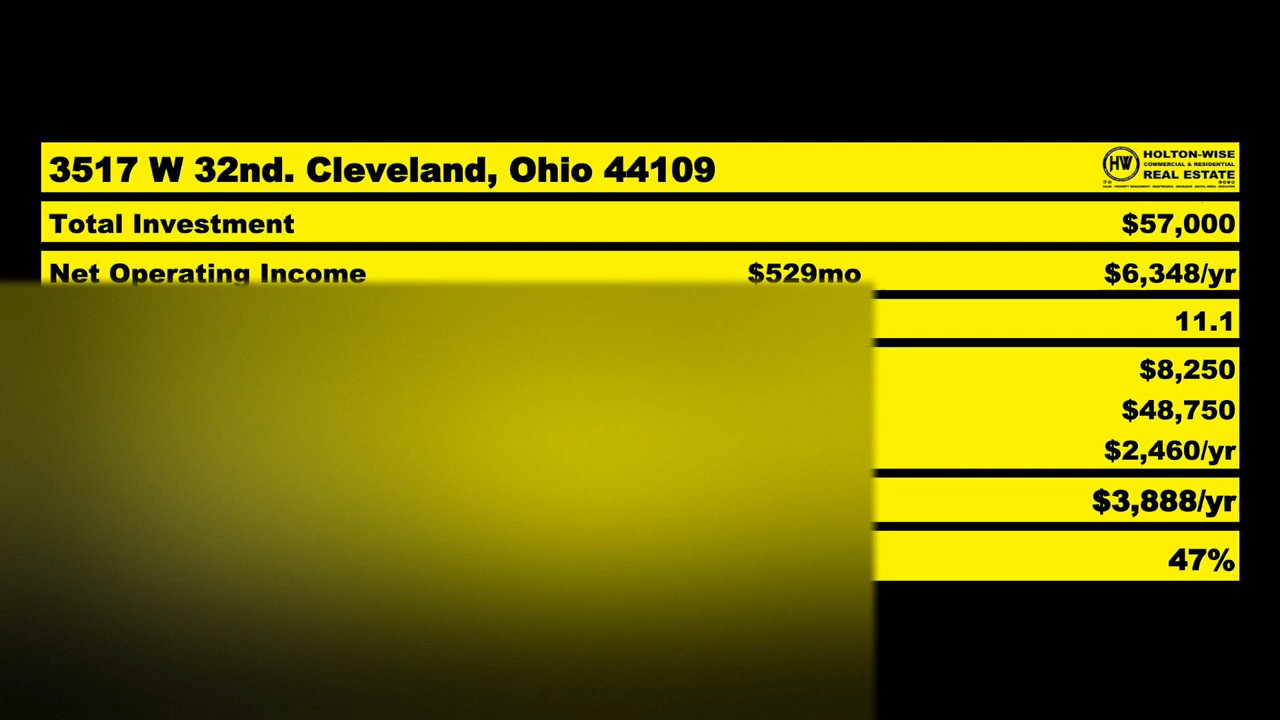 3517 W 32nd. Cleveland, Ohio 44109
HW
HOLTON-WISE
COMMERCIAL & RESIDENTIAL
REAL ESTATE
Total Investment $57,000
Net Operating Income $529mo $6,348/yr
11.1
$8,250
$48,750
$2,460/yr
$3,888/yr
47%